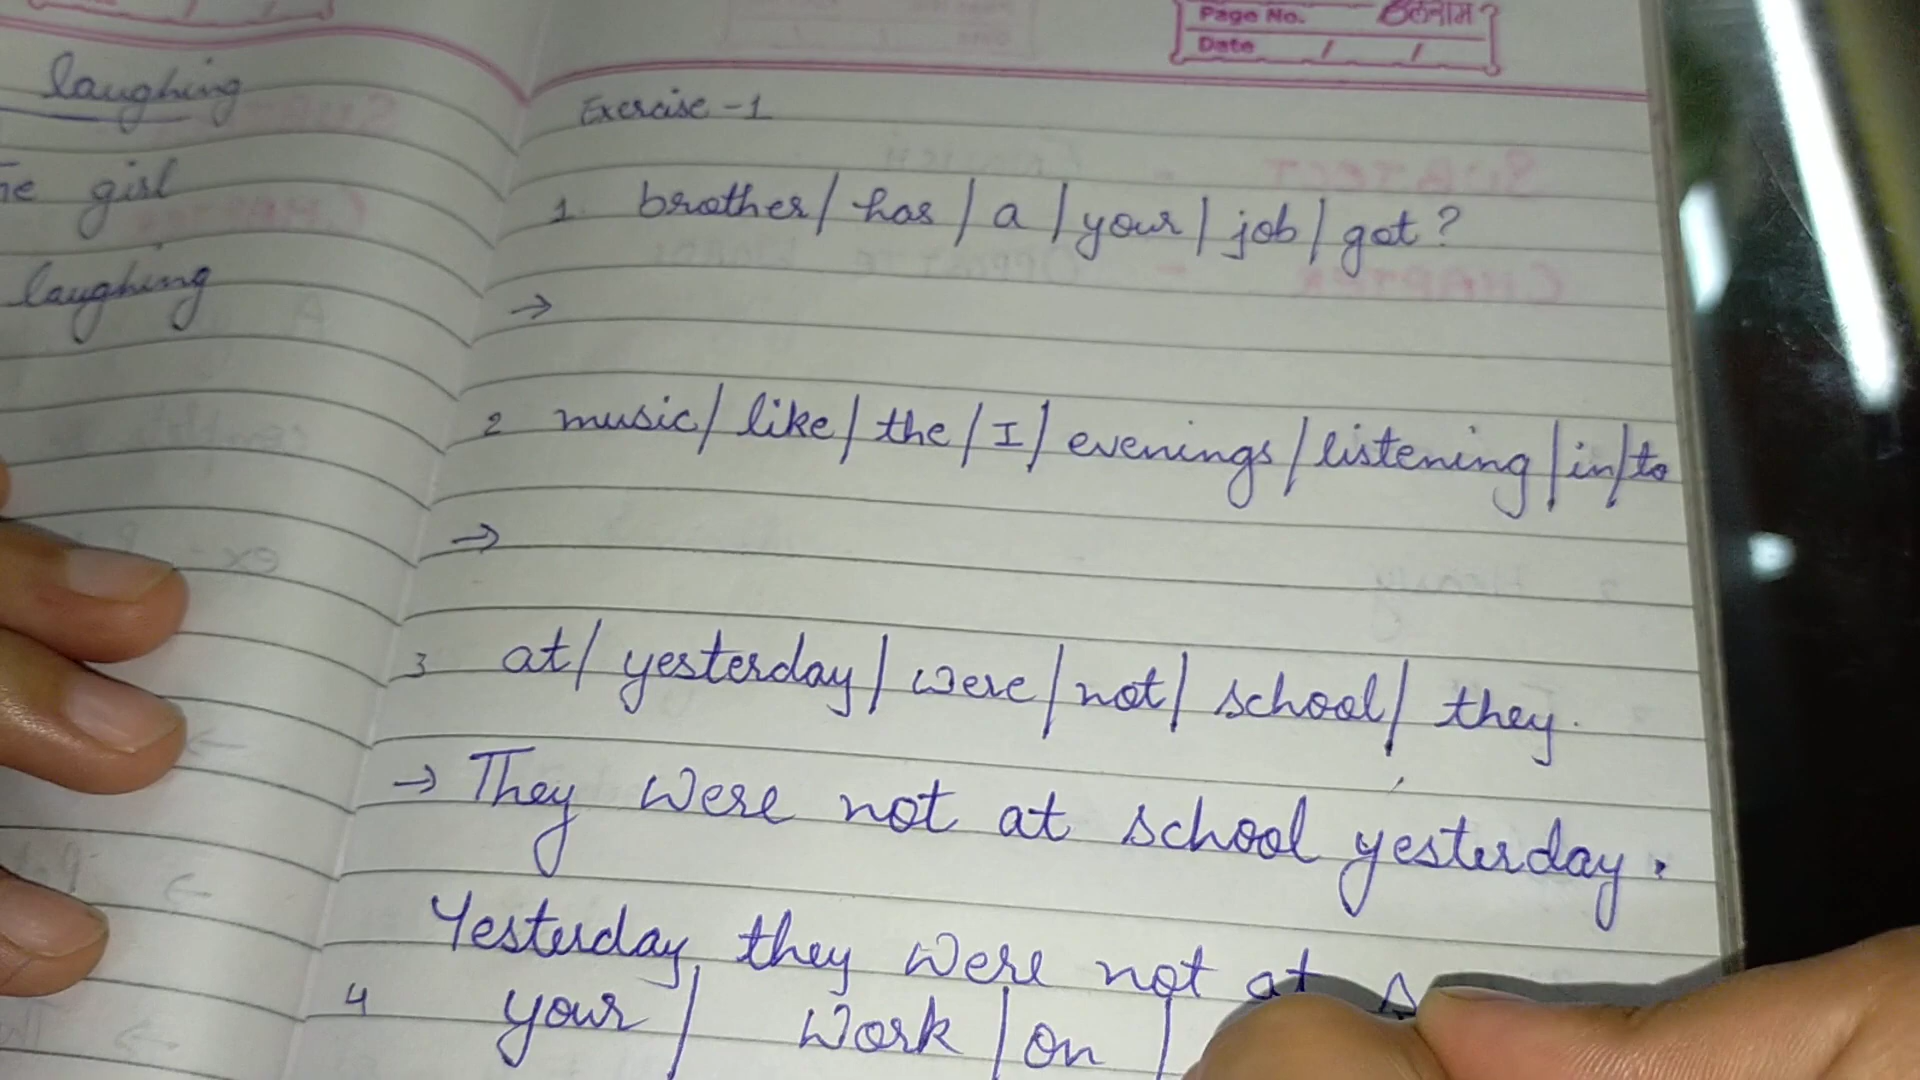 laughing
girl
laughing
Page No.
Date / /
Exercise -1
1. brother/ has / a / your / job / got?
→
2 music/ like / the / I / evenings / listening / in/ to
→
3 at/ yesterday / were / not / school / they.
→ They were not at school yesterday.
Yesterday they were not at
4 your / work / on /